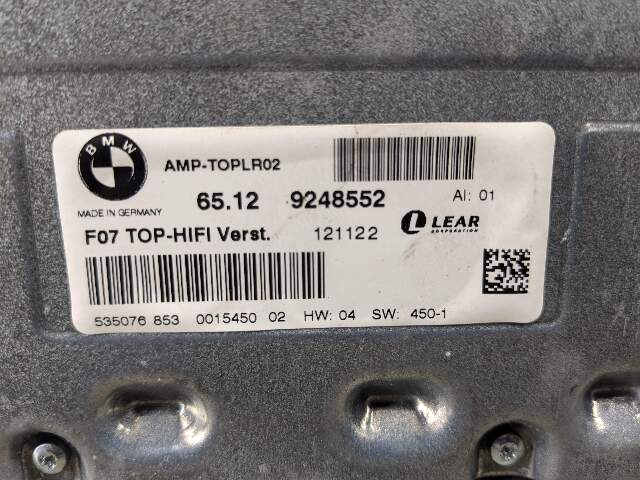 BMW
AMP-TOPLR02
65.12 9248552 AI: 01
MADE IN GERMANY
F07 TOP-HIFI Verst. 121122 L LEAR
CORPORATION
535076 853 0015450 02 HW: 04 SW: 450-1